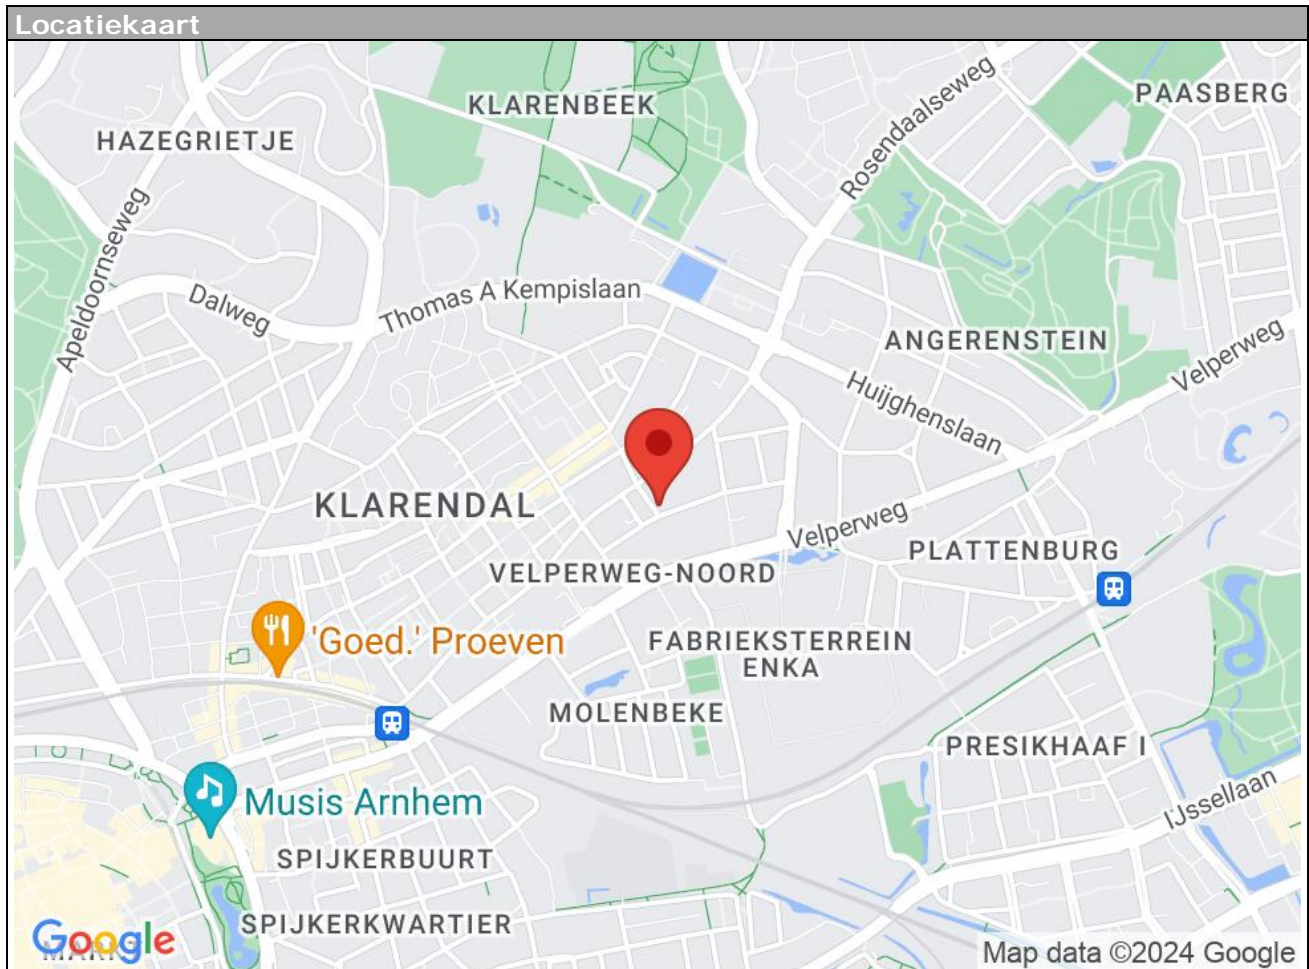 Locatiekaart
KLARENBEEK
PAASBERG
HAZEGRIETJE
Rosendaalseweg
Apeldoornseweg
Dalweg
Thomas A Kempislaan
ANGERENSTEIN
Velperweg
Huijghenslaan
KLARENDAL
Velperweg
PLATTENBURG
VELPERWEG-NOORD
'Goed.' Proeven
FABRIEKSTERREIN
ENKA
MOLENBEKE
PRESIKHAAF I
IJssellaan
Musis Arnhem
SPIJKERBUURT
SPIJKERKWARTIER
Google
Map data ©2024 Google